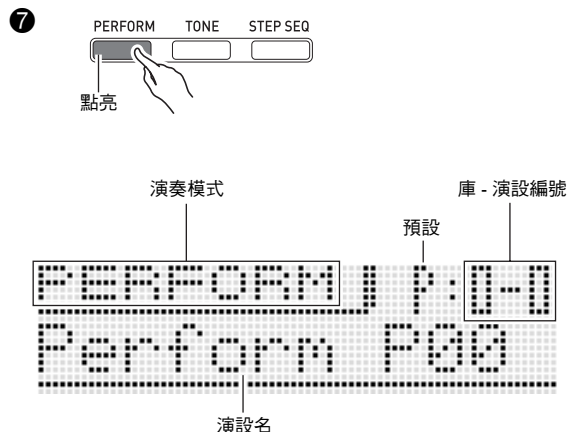 ❼
PERFORM TONE STEP SEQ
點亮
演奏模式
庫 - 演設編號
預設
PERFORM P:0-0
Perform P00
演設名